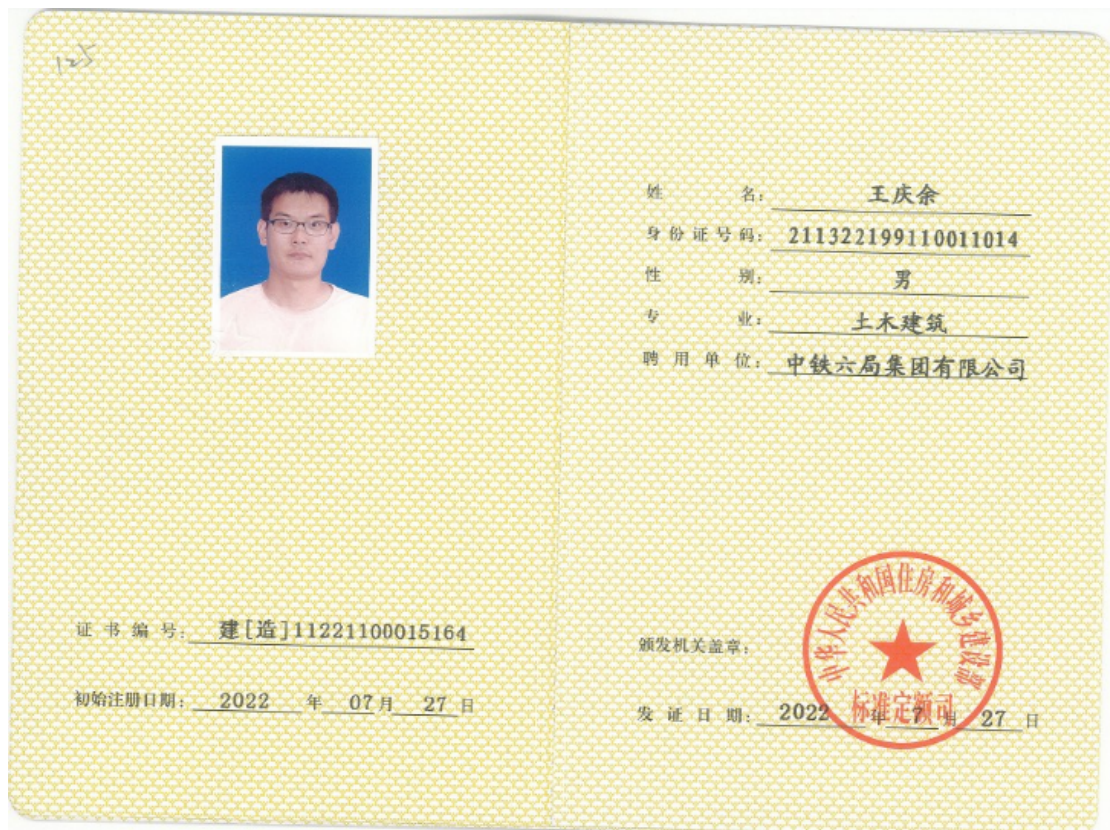 125
姓名：王庆余
身份证号码：211322199110011014
性别：男
专业：土木建筑
聘用单位：中铁六局集团有限公司
证书编号：建[造]11221100015164
初始注册日期：2022年07月27日
颁发机关盖章：
中华人民共和国住房和城乡建设部
标准定额司
发证日期：2022年7月27日